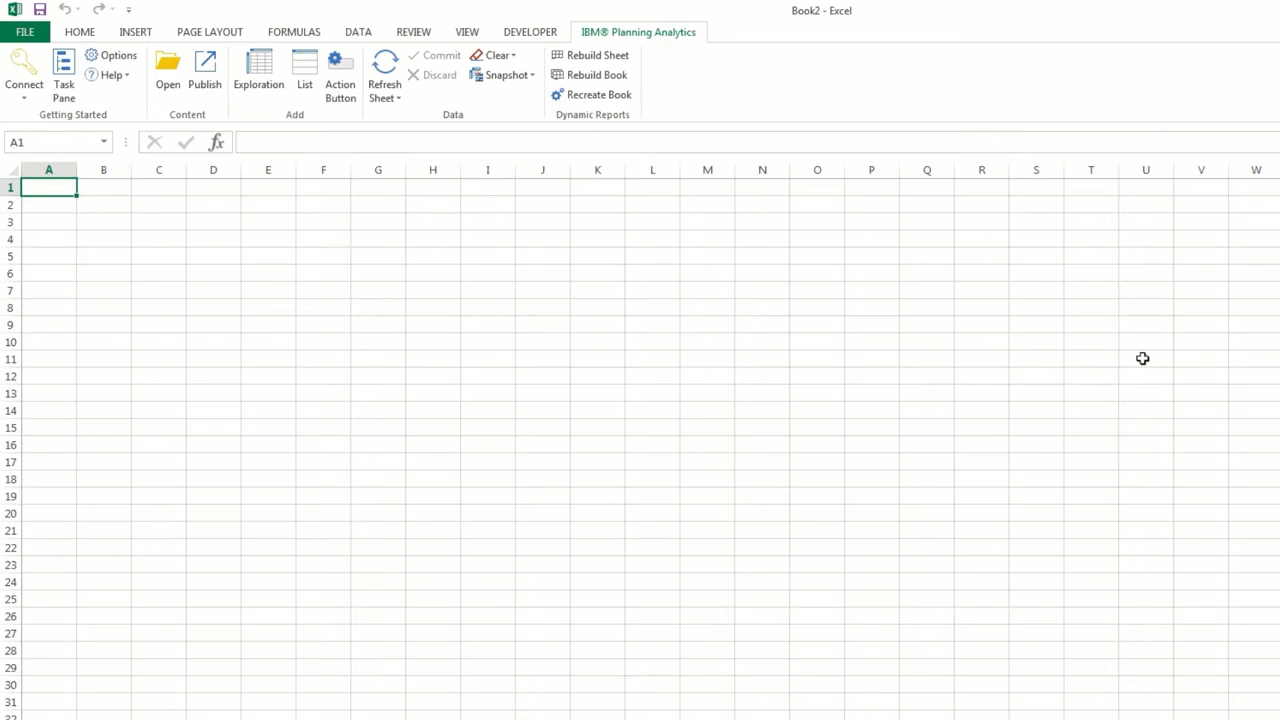 Book2 - Excel
FILE HOME INSERT PAGE LAYOUT FORMULAS DATA REVIEW VIEW DEVELOPER IBM® Planning Analytics
Connect
Task Pane
Options
Help
Getting Started
Open
Publish
Content
Exploration
List
Action Button
Add
Refresh Sheet
Commit
Discard
Clear
Snapshot
Data
Rebuild Sheet
Rebuild Book
Recreate Book
Dynamic Reports
A1 fx
A B C D E F G H I J K L M N O P Q R S T U V W
1
2
3
4
5
6
7
8
9
10
11
12
13
14
15
16
17
18
19
20
21
22
23
24
25
26
27
28
29
30
31
32